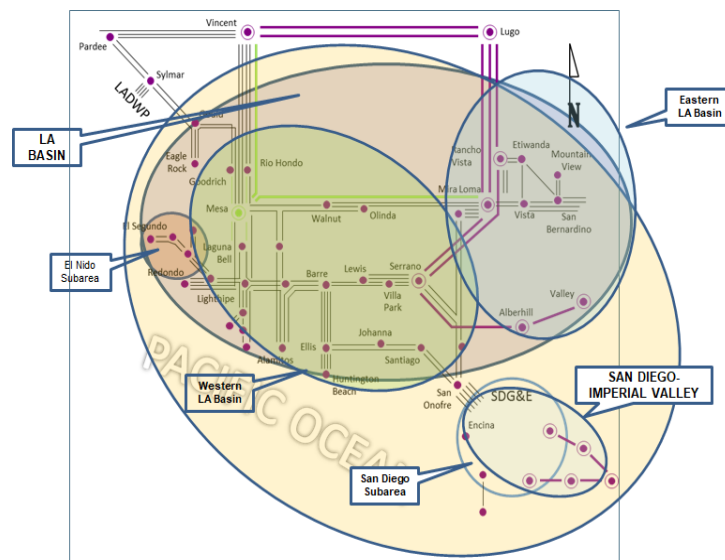 Vincent
Lugo
Pardee
Sylmar
LADWP
Gould
N
Eastern
LA Basin
LA
BASIN
Eagle
Rock
Goodrich
Rio Hondo
Rancho
Vista
Etiwanda
Mountain
View
Mira Loma
Mesa
Walnut
Olinda
Vista
San
Bernardino
El Segundo
El Nido
Subarea
Redondo
Laguna
Bell
Lighthipe
Barre
Lewis
Serrano
Villa
Park
Valley
Alberhill
Johanna
Ellis
Santiago
Alamitos
Huntington
Beach
PACIFIC OCEAN
Western
LA Basin
San
Onofre
SDG&E
SAN DIEGO-
IMPERIAL VALLEY
Encina
San Diego
Subarea